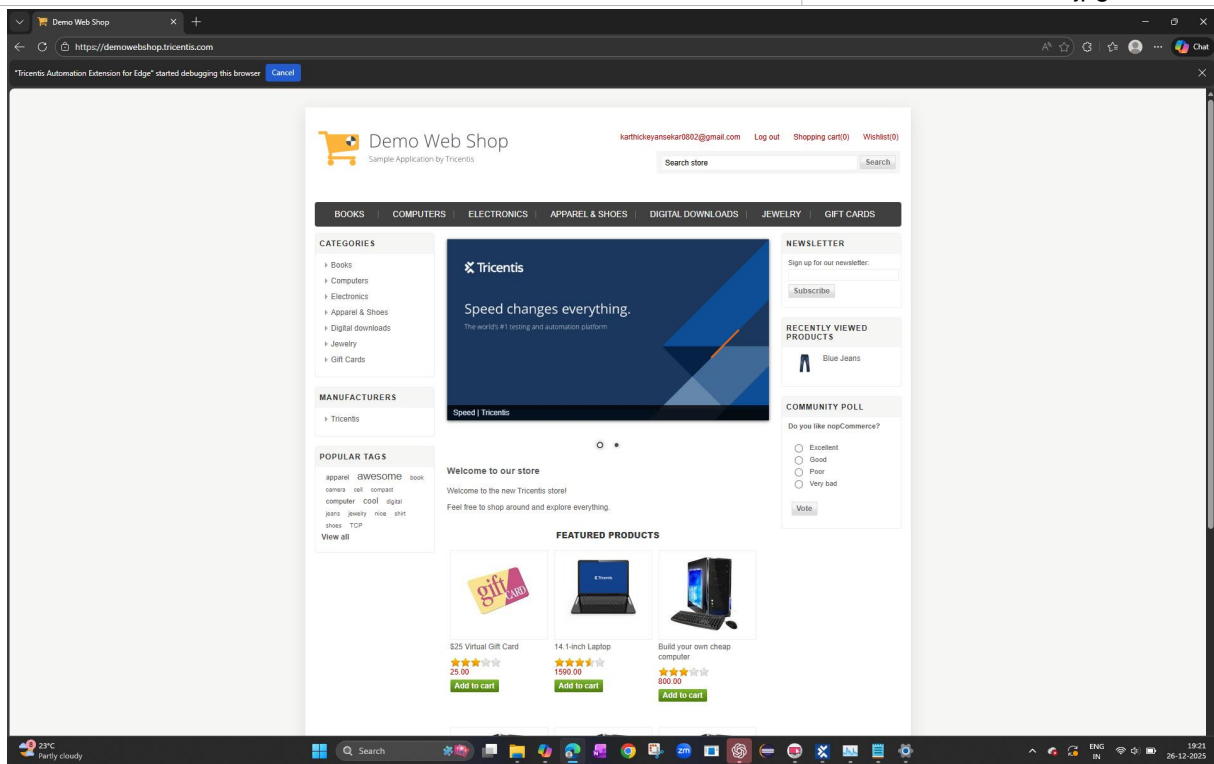 Demo Web Shop
https://demowebshop.tricentis.com
Chat
"Tricentis Automation Extension for Edge" started debugging this browser Cancel
Demo Web Shop
Sample Application by Tricentis
karthickeyansekar0802@gmail.com Log out Shopping cart(0) Wishlist(0)
Search store Search
BOOKS COMPUTERS ELECTRONICS APPAREL & SHOES DIGITAL DOWNLOADS JEWELRY GIFT CARDS
CATEGORIES
Books
Computers
Electronics
Apparel & Shoes
Digital downloads
Jewelry
Gift Cards
MANUFACTURERS
Tricentis
POPULAR TAGS
apparel awesome book
camera cell compact
computer cool digital
jeans jewelry nice shirt
shoes TCP
View all
Tricentis
Speed changes everything.
The world's #1 testing and automation platform
Speed | Tricentis
Welcome to our store
Welcome to the new Tricentis store!
Feel free to shop around and explore everything.
FEATURED PRODUCTS
gift CARD
Tricentis
$25 Virtual Gift Card
25.00
Add to cart
14.1-inch Laptop
1590.00
Add to cart
Build your own cheap
computer
800.00
Add to cart
NEWSLETTER
Sign up for our newsletter:
Subscribe
RECENTLY VIEWED
PRODUCTS
Blue Jeans
COMMUNITY POLL
Do you like nopCommerce?
Excellent
Good
Poor
Very bad
Vote
23°C
Partly cloudy
Search
zm
ENG
IN
19:21
26-12-2025